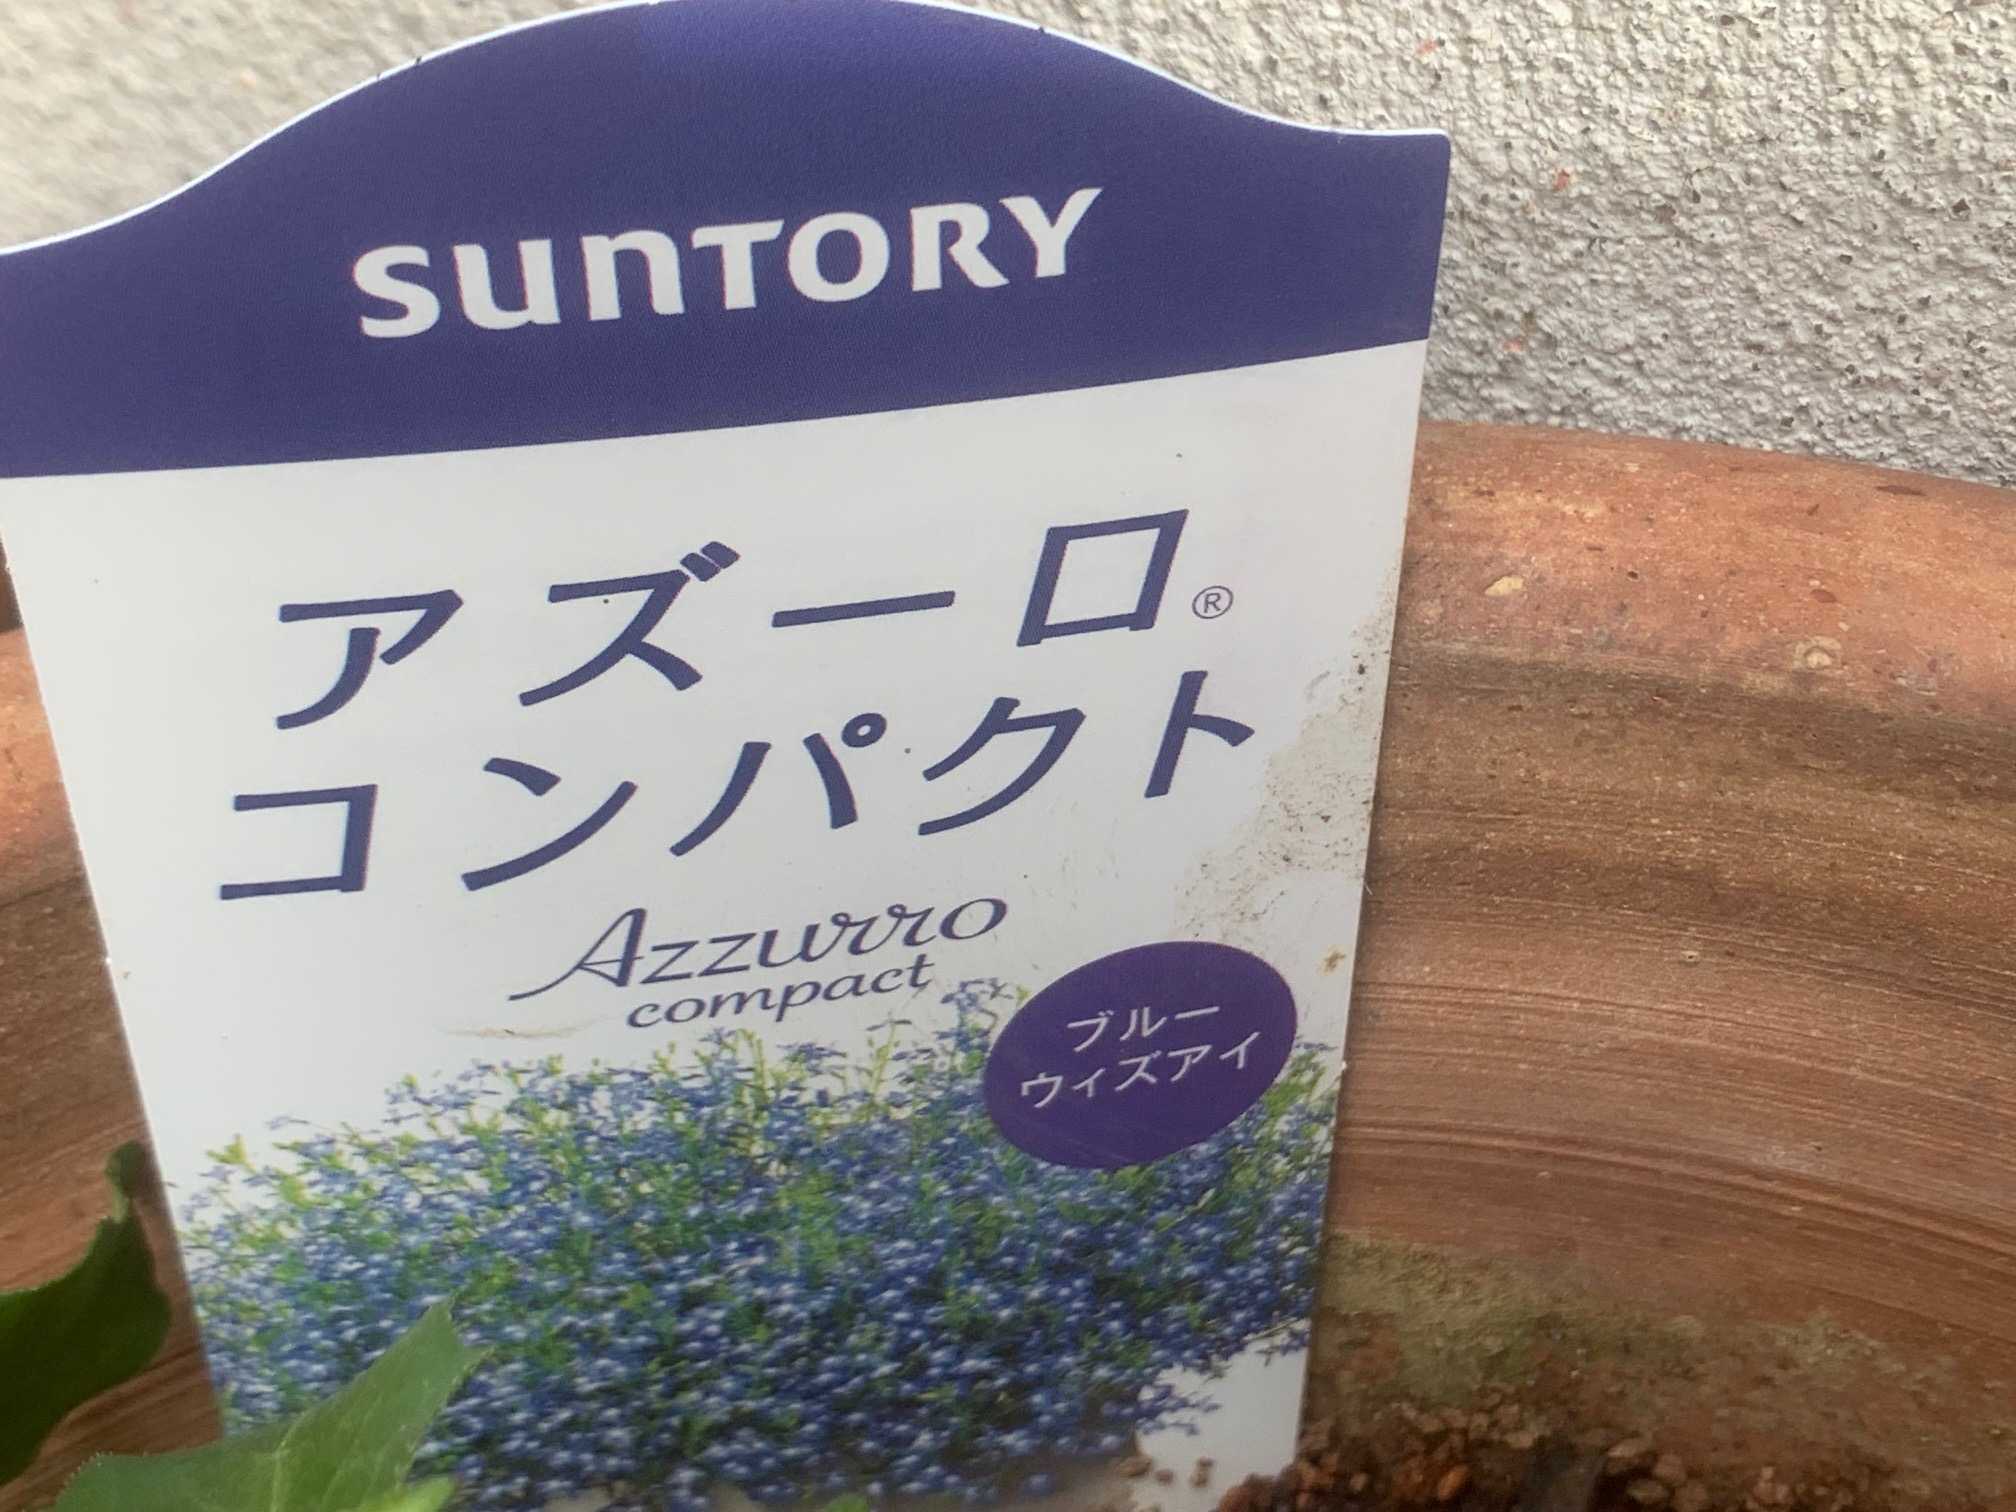 SUNTORY
アズーロ®
コンパクト
Azzurro
compact
ブルー
ウィズアイ